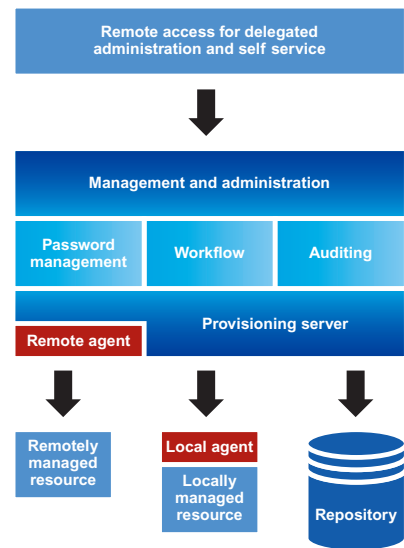 Remote access for delegated
administration and self service
Management and administration
Password
management
Workflow
Auditing
Provisioning server
Remote agent
Remotely
managed
resource
Local agent
Locally
managed
resource
Repository